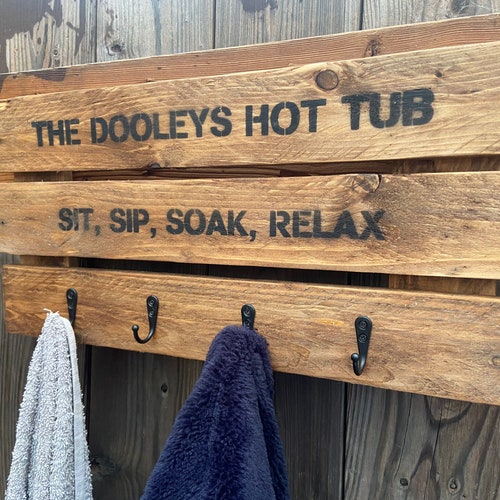 THE DOOLEYS HOT TUB
SIT, SIP, SOAK, RELAX